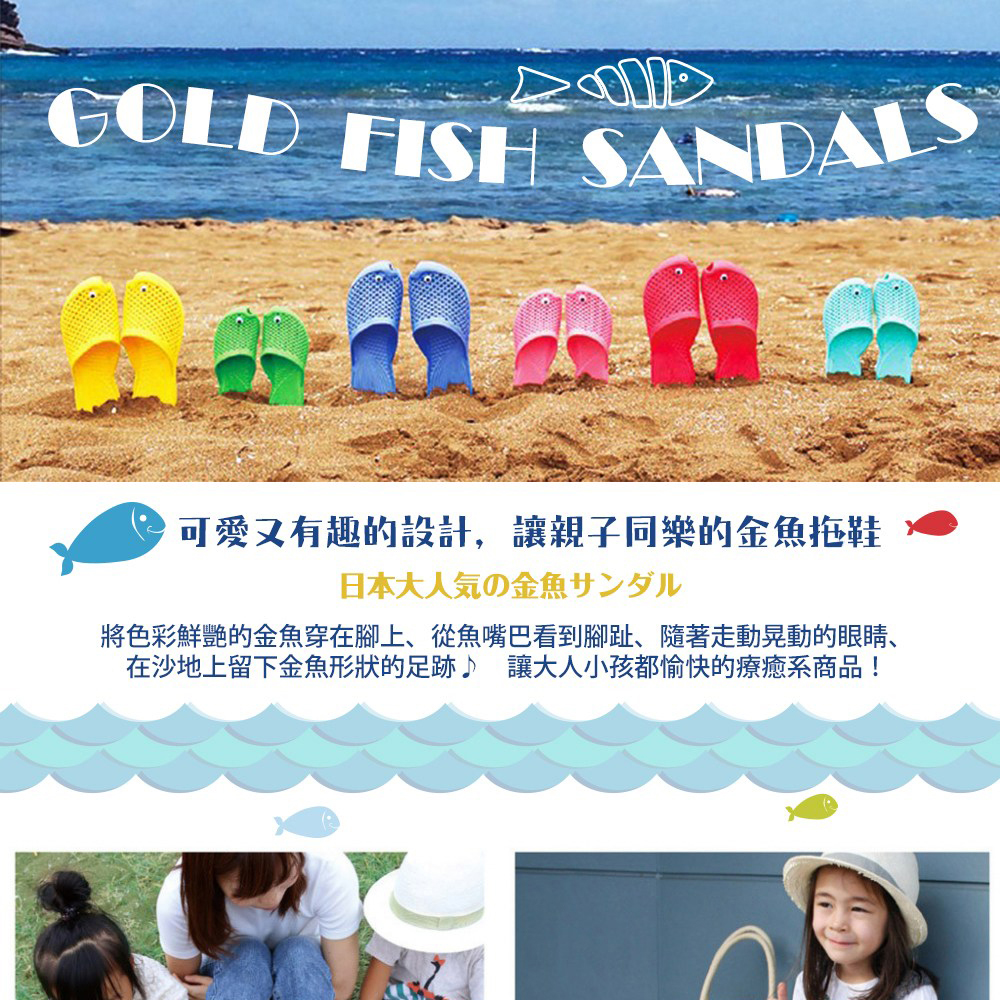 GOLD FISH SANDALS
可愛又有趣的設計，讓親子同樂的金魚拖鞋
日本大人気の金魚サンダル
將色彩鮮艷的金魚穿在腳上、從魚嘴巴看到腳趾、隨著走動晃動的眼睛、
在沙地上留下金魚形狀的足跡♪　讓大人小孩都愉快的療癒系商品！